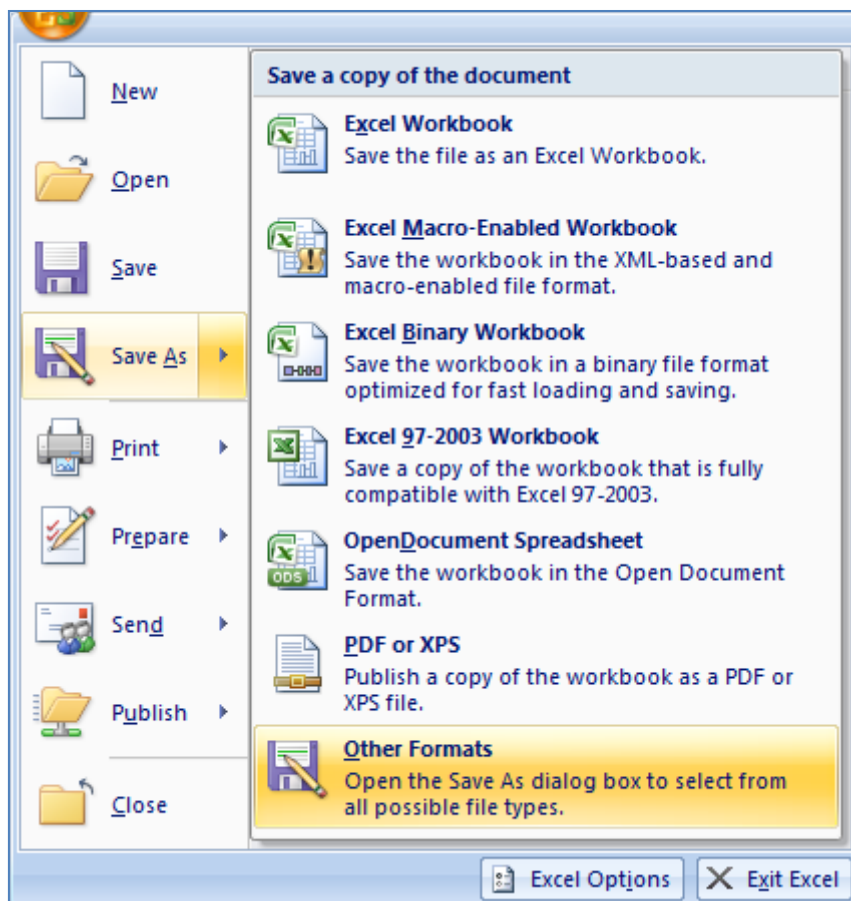 New
Open
Save
Save As
Print
Prepare
Send
Publish
Close
Save a copy of the document
Excel Workbook
Save the file as an Excel Workbook.
Excel Macro-Enabled Workbook
Save the workbook in the XML-based and
macro-enabled file format.
Excel Binary Workbook
Save the workbook in a binary file format
optimized for fast loading and saving.
Excel 97-2003 Workbook
Save a copy of the workbook that is fully
compatible with Excel 97-2003.
OpenDocument Spreadsheet
ODS
Save the workbook in the Open Document
Format.
PDF or XPS
Publish a copy of the workbook as a PDF or
XPS file.
Other Formats
Open the Save As dialog box to select from
all possible file types.
Excel Options
Exit Excel